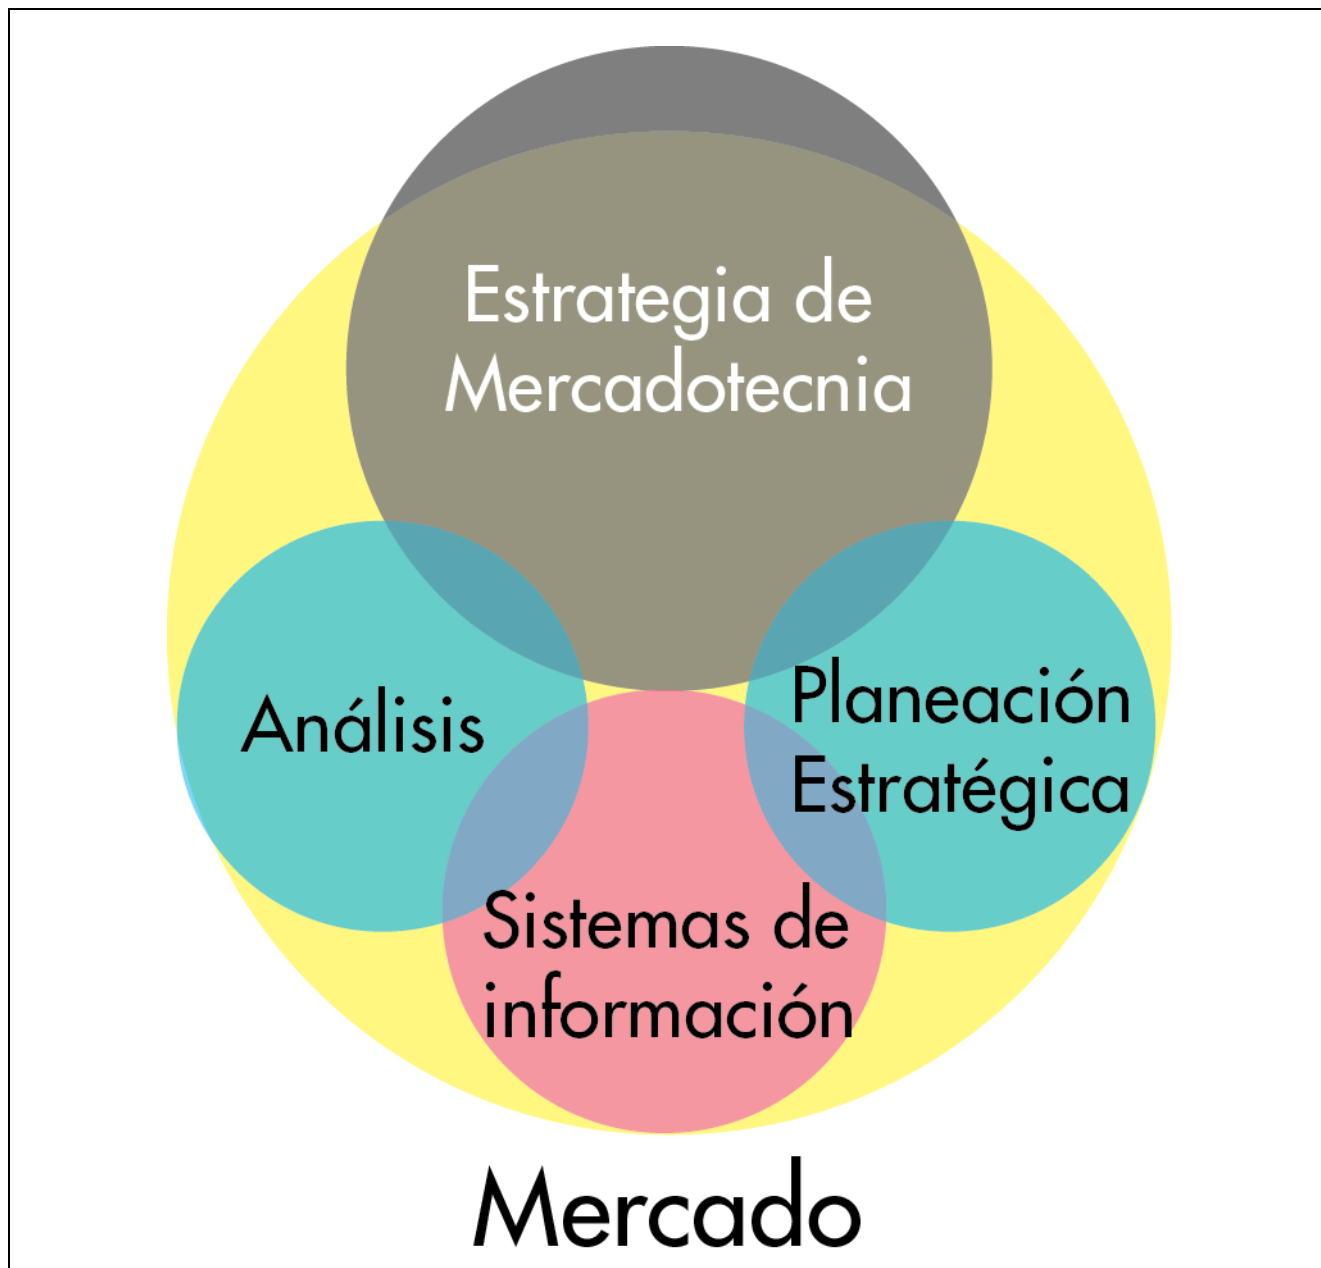 Estrategia de
Mercadotecnia
Análisis
Planeación
Estratégica
Sistemas de
información
Mercado